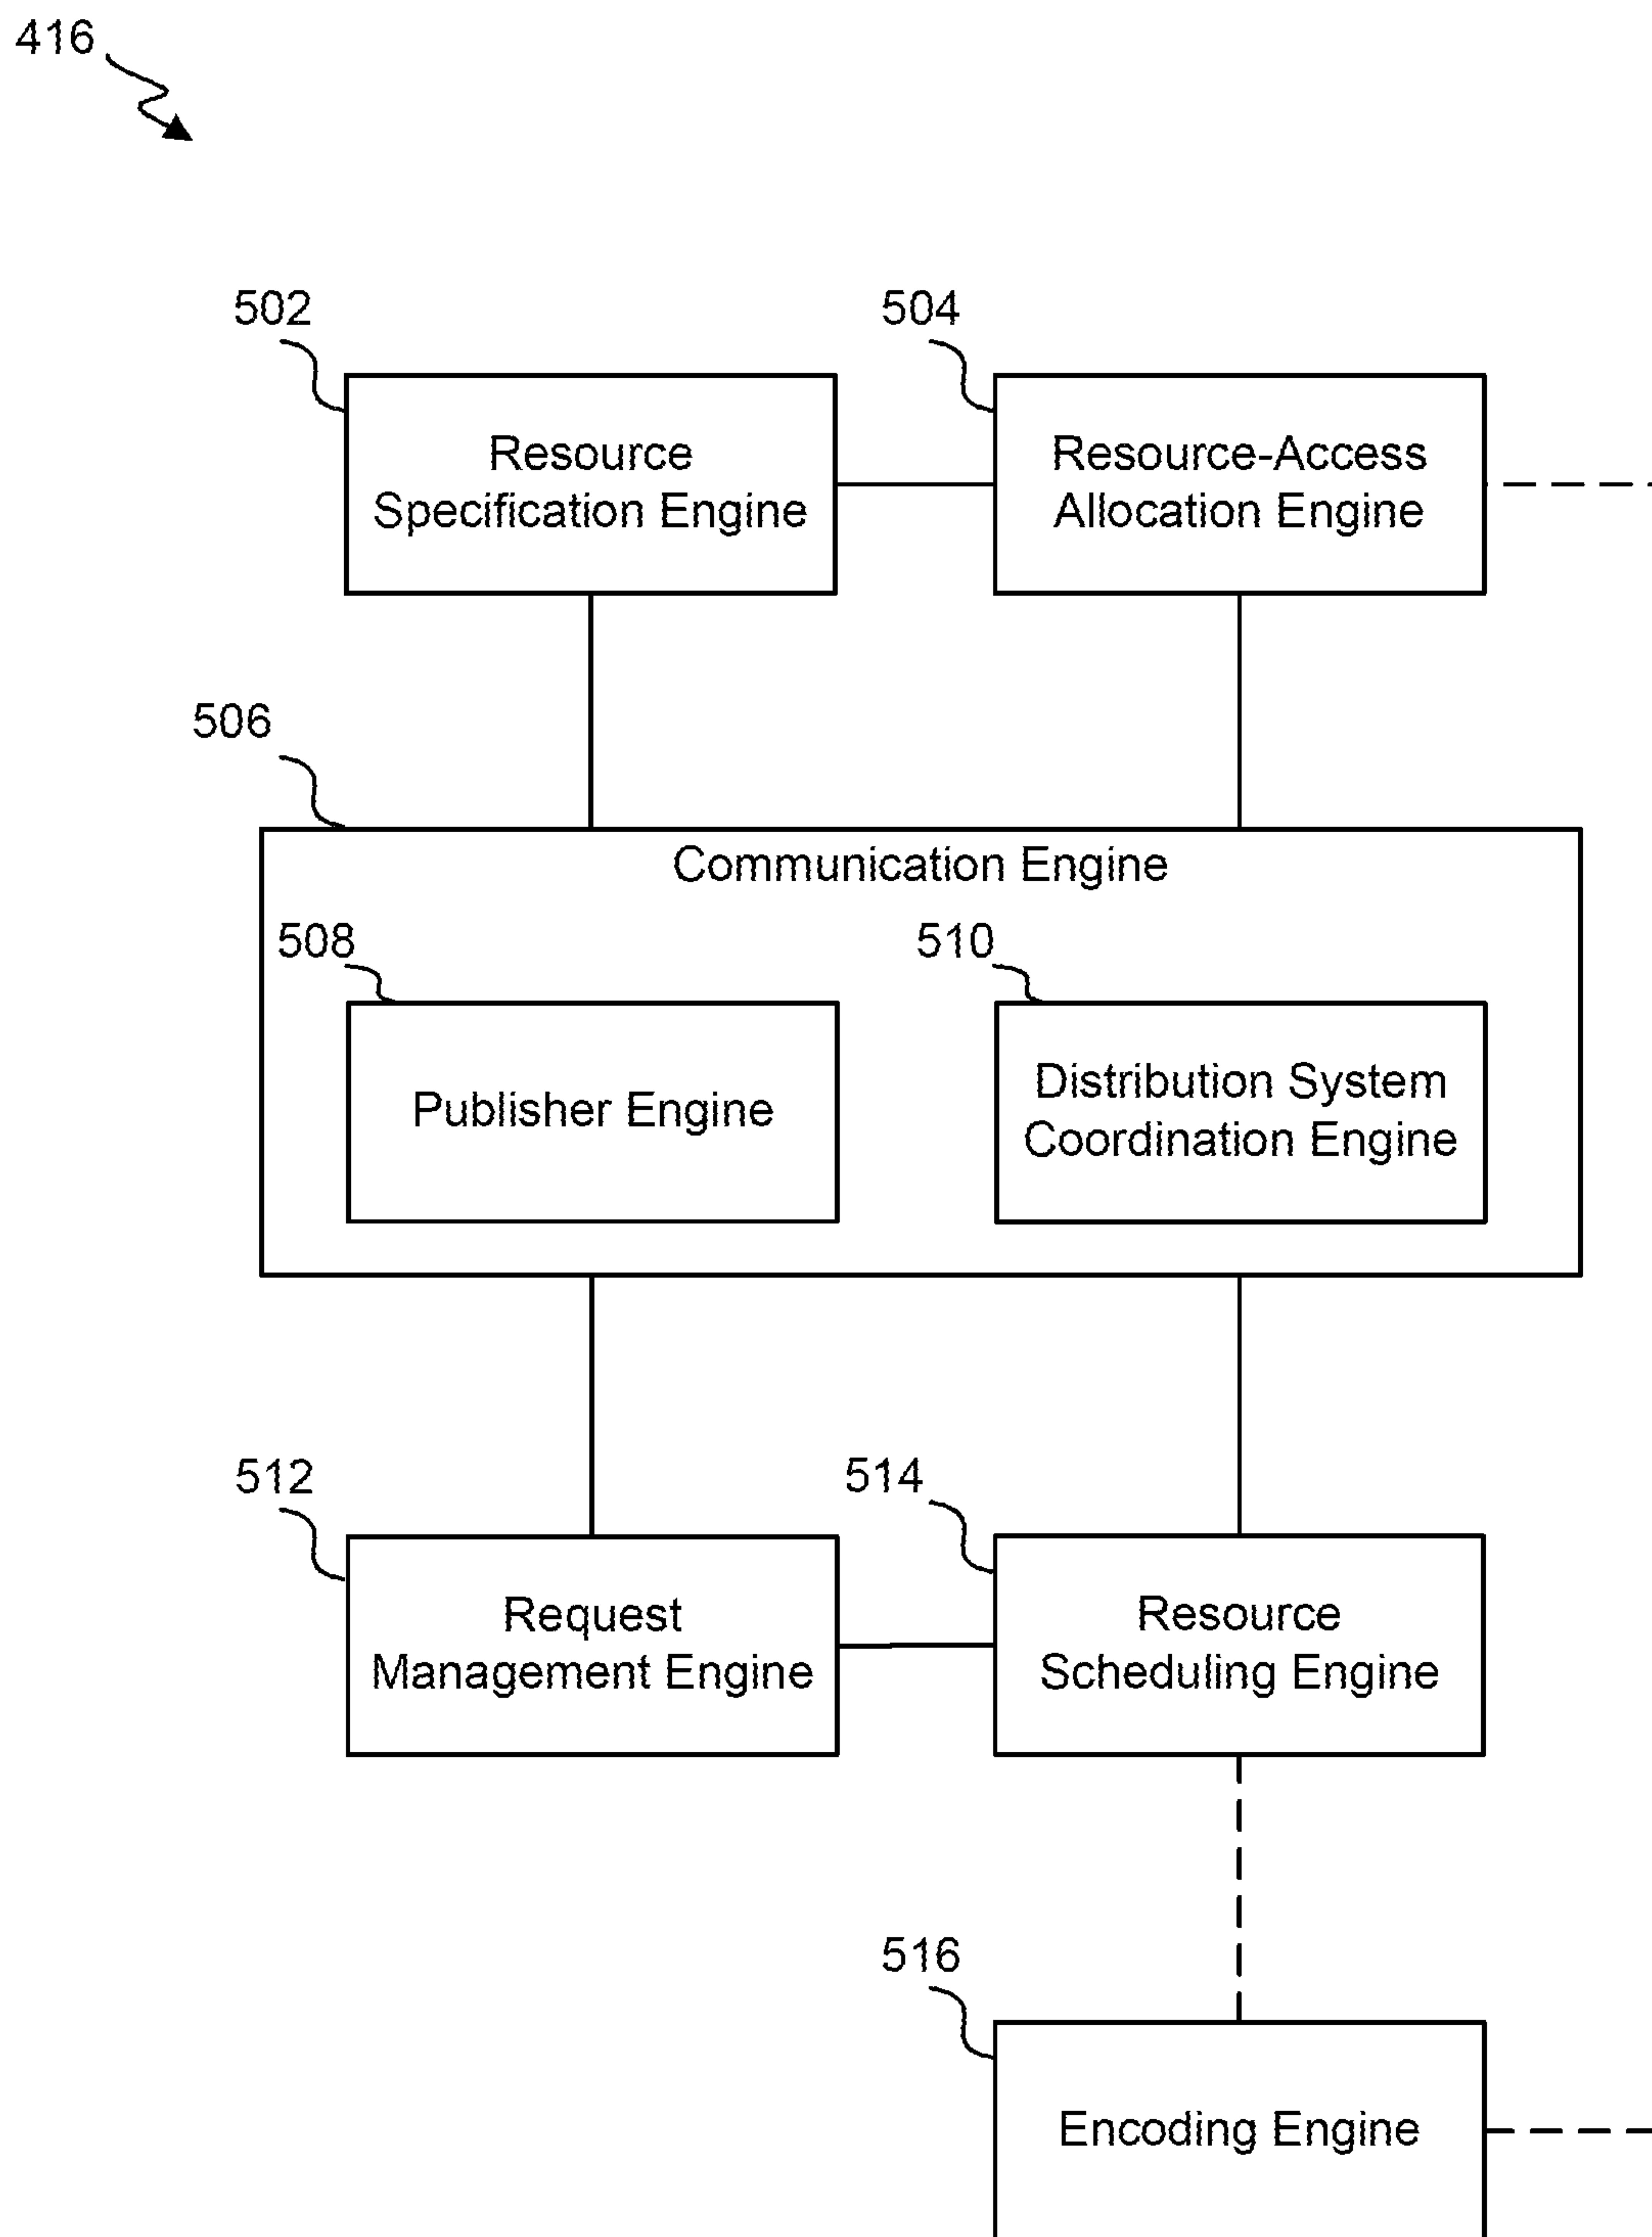 416
502
504
Resource
Specification Engine
Resource-Access
Allocation Engine
506
Communication Engine
508
510
Publisher Engine
Distribution System
Coordination Engine
512
514
Request
Management Engine
Resource
Scheduling Engine
516
Encoding Engine